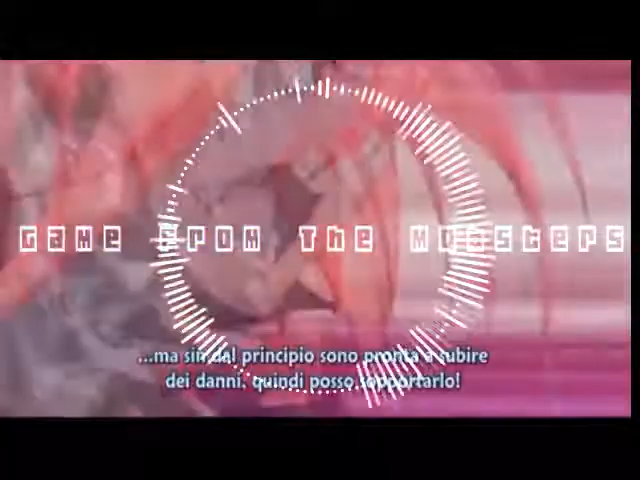 Game From The Monsters
...ma sin dal principio sono pronta a subire
dei danni, quindi posso sopportarlo!